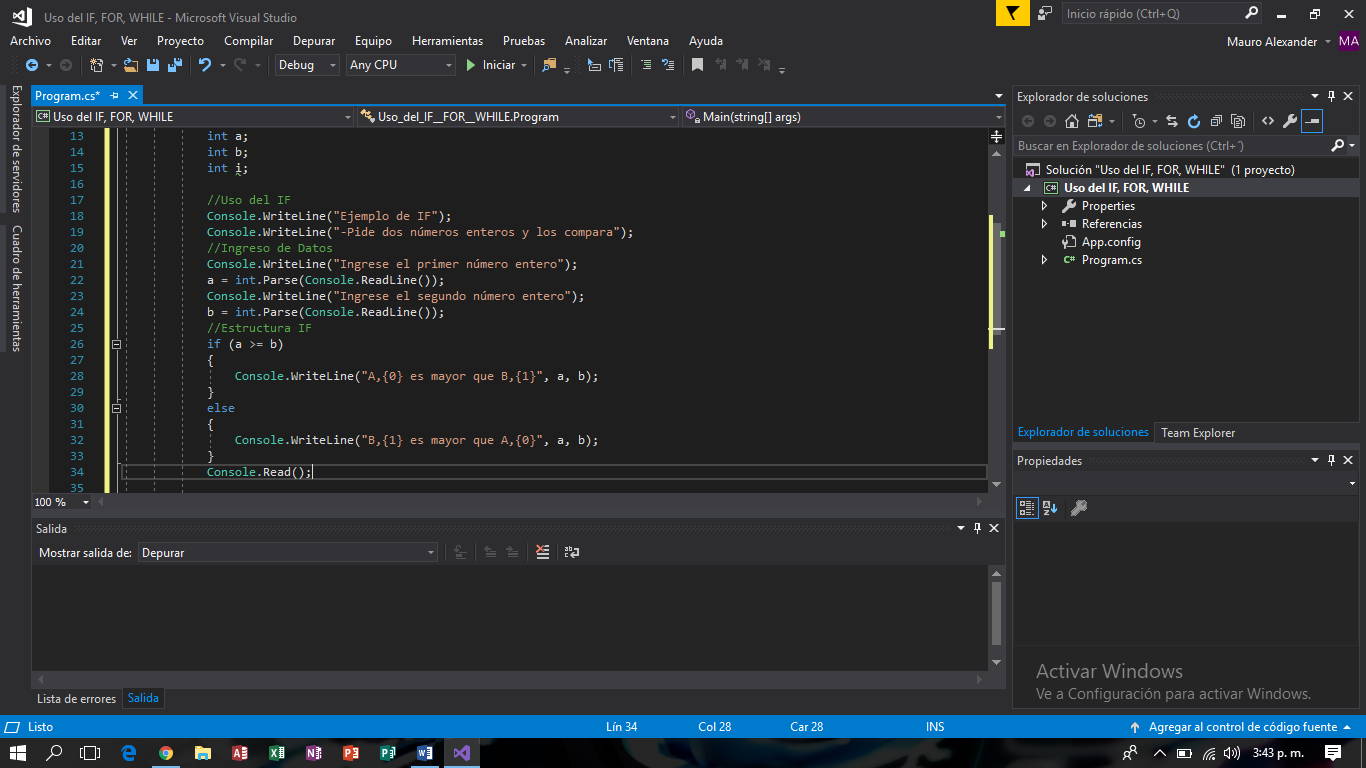 Uso del IF, FOR, WHILE - Microsoft Visual Studio
Inicio rápido (Ctrl+Q)
Archivo Editar Ver Proyecto Compilar Depurar Equipo Herramientas Pruebas Analizar Ventana Ayuda
Mauro Alexander MA
Debug Any CPU Iniciar
Explorador de servidores
Cuadro de herramientas
Program.cs*
Uso del IF, FOR, WHILE Uso_del_IF__FOR__WHILE.Program Main(string[] args)
13 int a;
14 int b;
15 int i;
16
17 //Uso del IF
18 Console.WriteLine("Ejemplo de IF");
19 Console.WriteLine("-Pide dos números enteros y los compara");
20 //Ingreso de Datos
21 Console.WriteLine("Ingrese el primer número entero");
22 a = int.Parse(Console.ReadLine());
23 Console.WriteLine("Ingrese el segundo número entero");
24 b = int.Parse(Console.ReadLine());
25 //Estructura IF
26 if (a >= b)
27 {
28 Console.WriteLine("A,{0} es mayor que B,{1}", a, b);
29 }
30 else
31 {
32 Console.WriteLine("B,{1} es mayor que A,{0}", a, b);
33 }
34 Console.Read();
35
100 %
Salida
Mostrar salida de: Depurar
Lista de errores Salida
Explorador de soluciones
Buscar en Explorador de soluciones (Ctrl+´)
Solución "Uso del IF, FOR, WHILE" (1 proyecto)
C# Uso del IF, FOR, WHILE
Properties
Referencias
App.config
C# Program.cs
Explorador de soluciones Team Explorer
Propiedades
Activar Windows
Ve a Configuración para activar Windows.
Listo Lín 34 Col 28 Car 28 INS Agregar al control de código fuente
3:43 p. m.